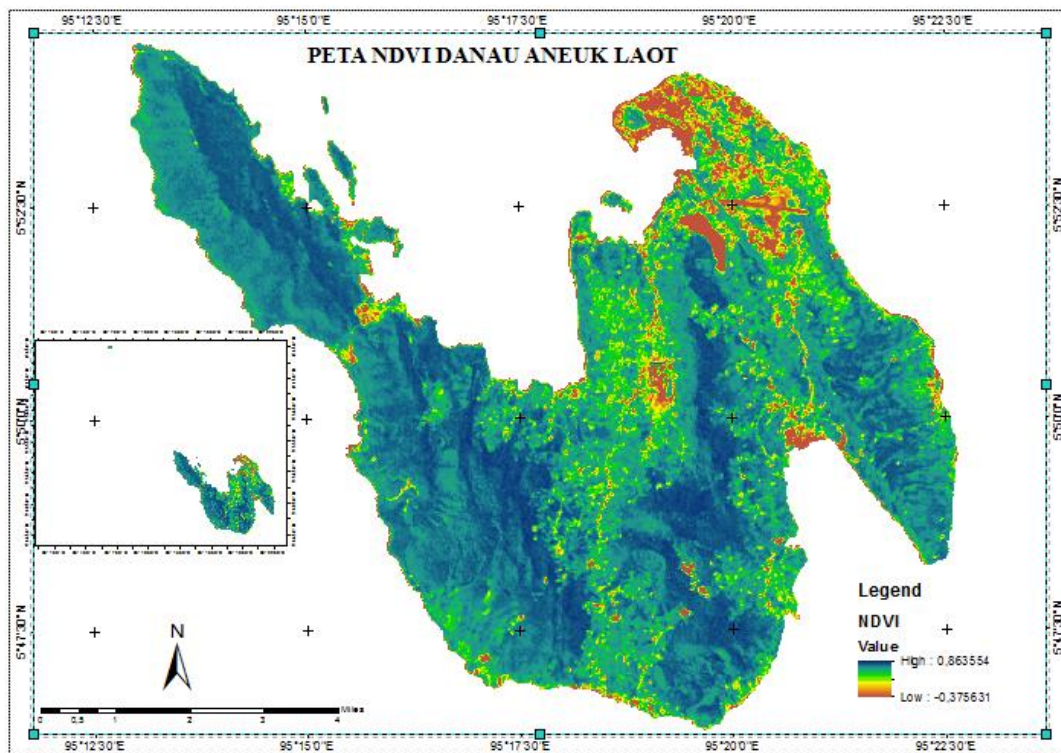 95°12'30"E 95°15'0"E 95°17'30"E 95°20'0"E 95°22'30"E
PETA NDVI DANAU ANEUK LAOT
5°52'30"N 5°52'30"N
5°50'0"N 5°50'0"N
5°47'30"N 5°47'30"N
Legend
NDVI
Value
High : 0,863554
Low : -0,375631
N
0 0,5 1 2 3 4
Miles
95°12'30"E 95°15'0"E 95°17'30"E 95°20'0"E 95°22'30"E